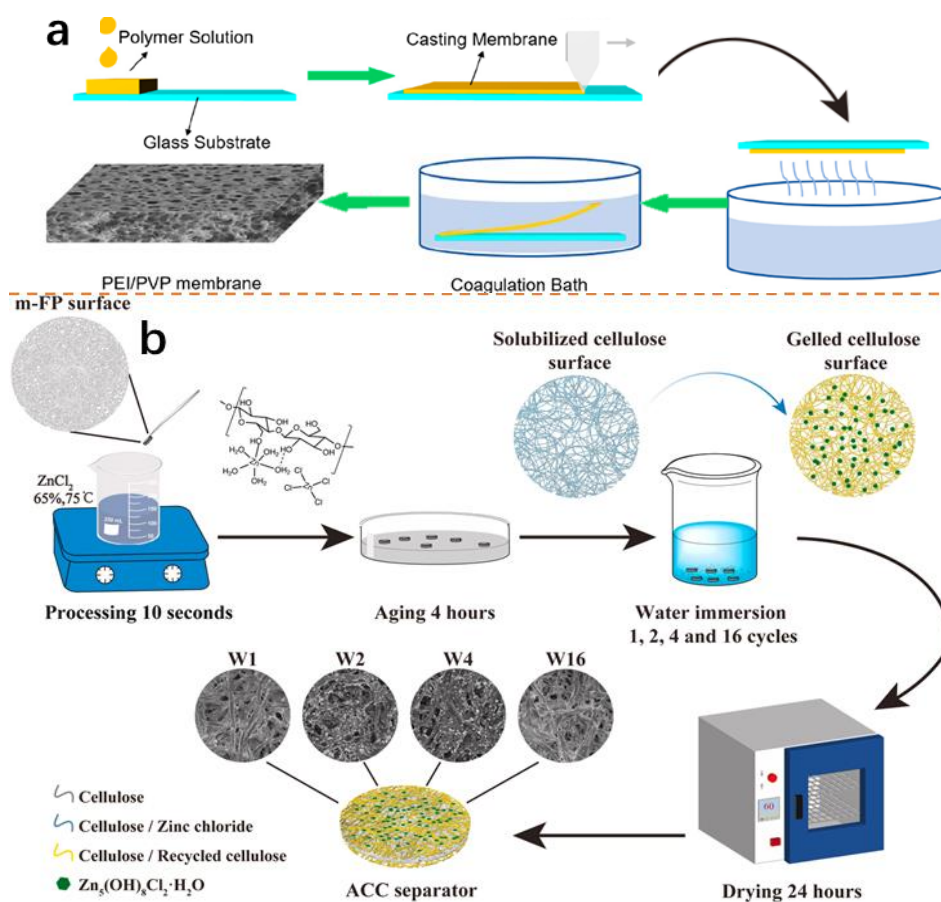 a
Polymer Solution
Casting Membrane
Glass Substrate
PEI/PVP membrane
Coagulation Bath
m-FP surface
b
Solubilized cellulose
surface
Gelled cellulose
surface
ZnCl2
65%,75℃
Processing 10 seconds
Aging 4 hours
Water immersion
1, 2, 4 and 16 cycles
W1
W2
W4
W16
60
Cellulose
Cellulose / Zinc chloride
Cellulose / Recycled cellulose
Zn5(OH)8Cl2·H2O
ACC separator
Drying 24 hours